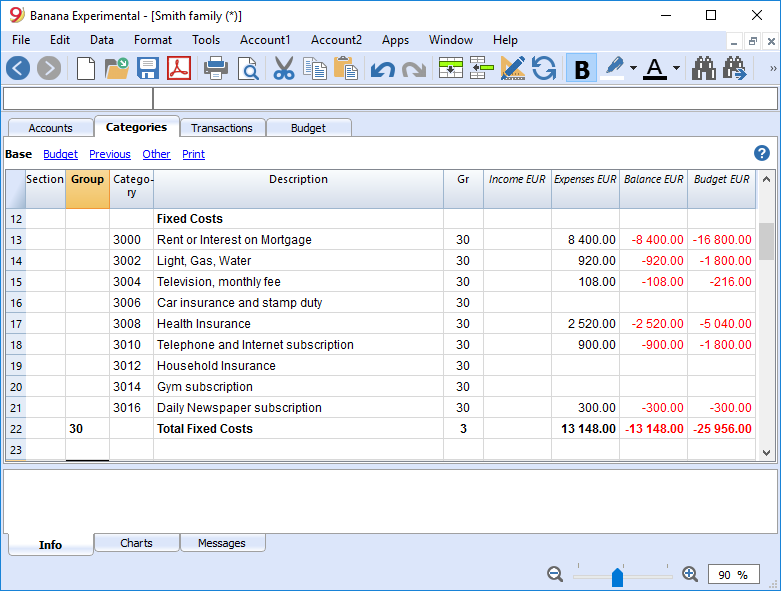 Banana Experimental - [Smith family (*)]
File Edit Data Format Tools Account1 Account2 Apps Window Help
B A »
Accounts Categories Transactions Budget
Base Budget Previous Other Print ?
Section Group Catego-ry Description Gr Income EUR Expenses EUR Balance EUR Budget EUR
12 Fixed Costs
13 3000 Rent or Interest on Mortgage 30 8 400.00 -8 400.00 -16 800.00
14 3002 Light, Gas, Water 30 920.00 -920.00 -1 800.00
15 3004 Television, monthly fee 30 108.00 -108.00 -216.00
16 3006 Car insurance and stamp duty 30
17 3008 Health Insurance 30 2 520.00 -2 520.00 -5 040.00
18 3010 Telephone and Internet subscription 30 900.00 -900.00 -1 800.00
19 3012 Household Insurance 30
20 3014 Gym subscription 30
21 3016 Daily Newspaper subscription 30 300.00 -300.00 -300.00
22 30 Total Fixed Costs 3 13 148.00 -13 148.00 -25 956.00
23
Info Charts Messages
90 %